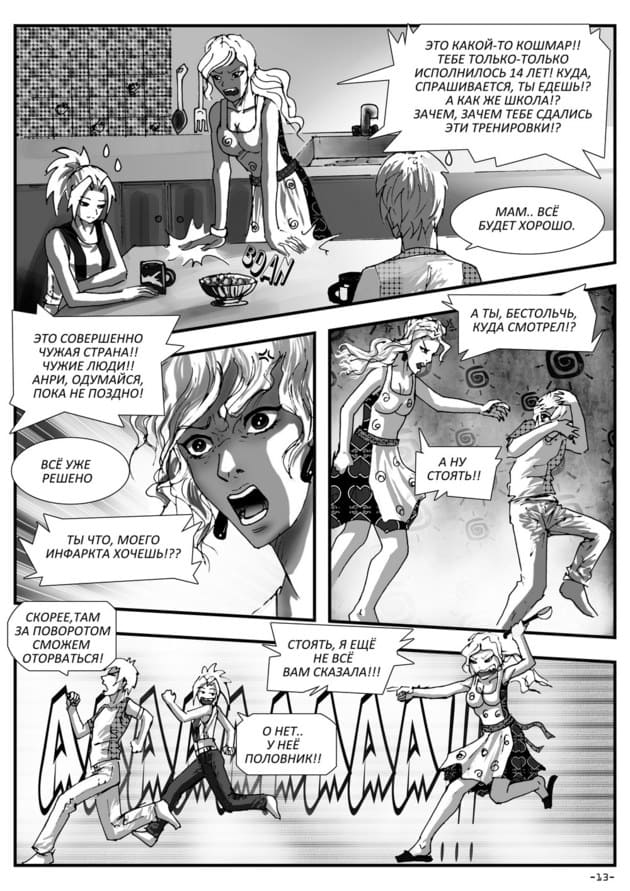 ЭТО КАКОЙ-ТО КОШМАР!!
ТЕБЕ ТОЛЬКО-ТОЛЬКО
ИСПОЛНИЛОСЬ 14 ЛЕТ! КУДА,
СПРАШИВАЕТСЯ, ТЫ ЕДЕШЬ!?
А КАК ЖЕ ШКОЛА!?
ЗАЧЕМ, ЗАЧЕМ ТЕБЕ СДАЛИСЬ
ЭТИ ТРЕНИРОВКИ!?
МАМ.. ВСЁ
БУДЕТ ХОРОШО.
BDAN
ЭТО СОВЕРШЕННО
ЧУЖАЯ СТРАНА!!
ЧУЖИЕ ЛЮДИ!!
АНРИ, ОДУМАЙСЯ,
ПОКА НЕ ПОЗДНО!
ВСЁ УЖЕ
РЕШЕНО
ТЫ ЧТО, МОЕГО
ИНФАРКТА ХОЧЕШЬ!??
А ТЫ, БЕСТОЛЬЧЬ,
КУДА СМОТРЕЛ!?
А НУ
СТОЯТЬ!!
СКОРЕЕ,ТАМ
ЗА ПОВОРОТОМ
СМОЖЕМ
ОТОРВАТЬСЯ!
СТОЯТЬ, Я ЕЩЁ
НЕ ВСЁ
ВАМ СКАЗАЛА!!!
О НЕТ..
У НЕЁ
ПОЛОВНИК!!
АААААААА!!!
-13-